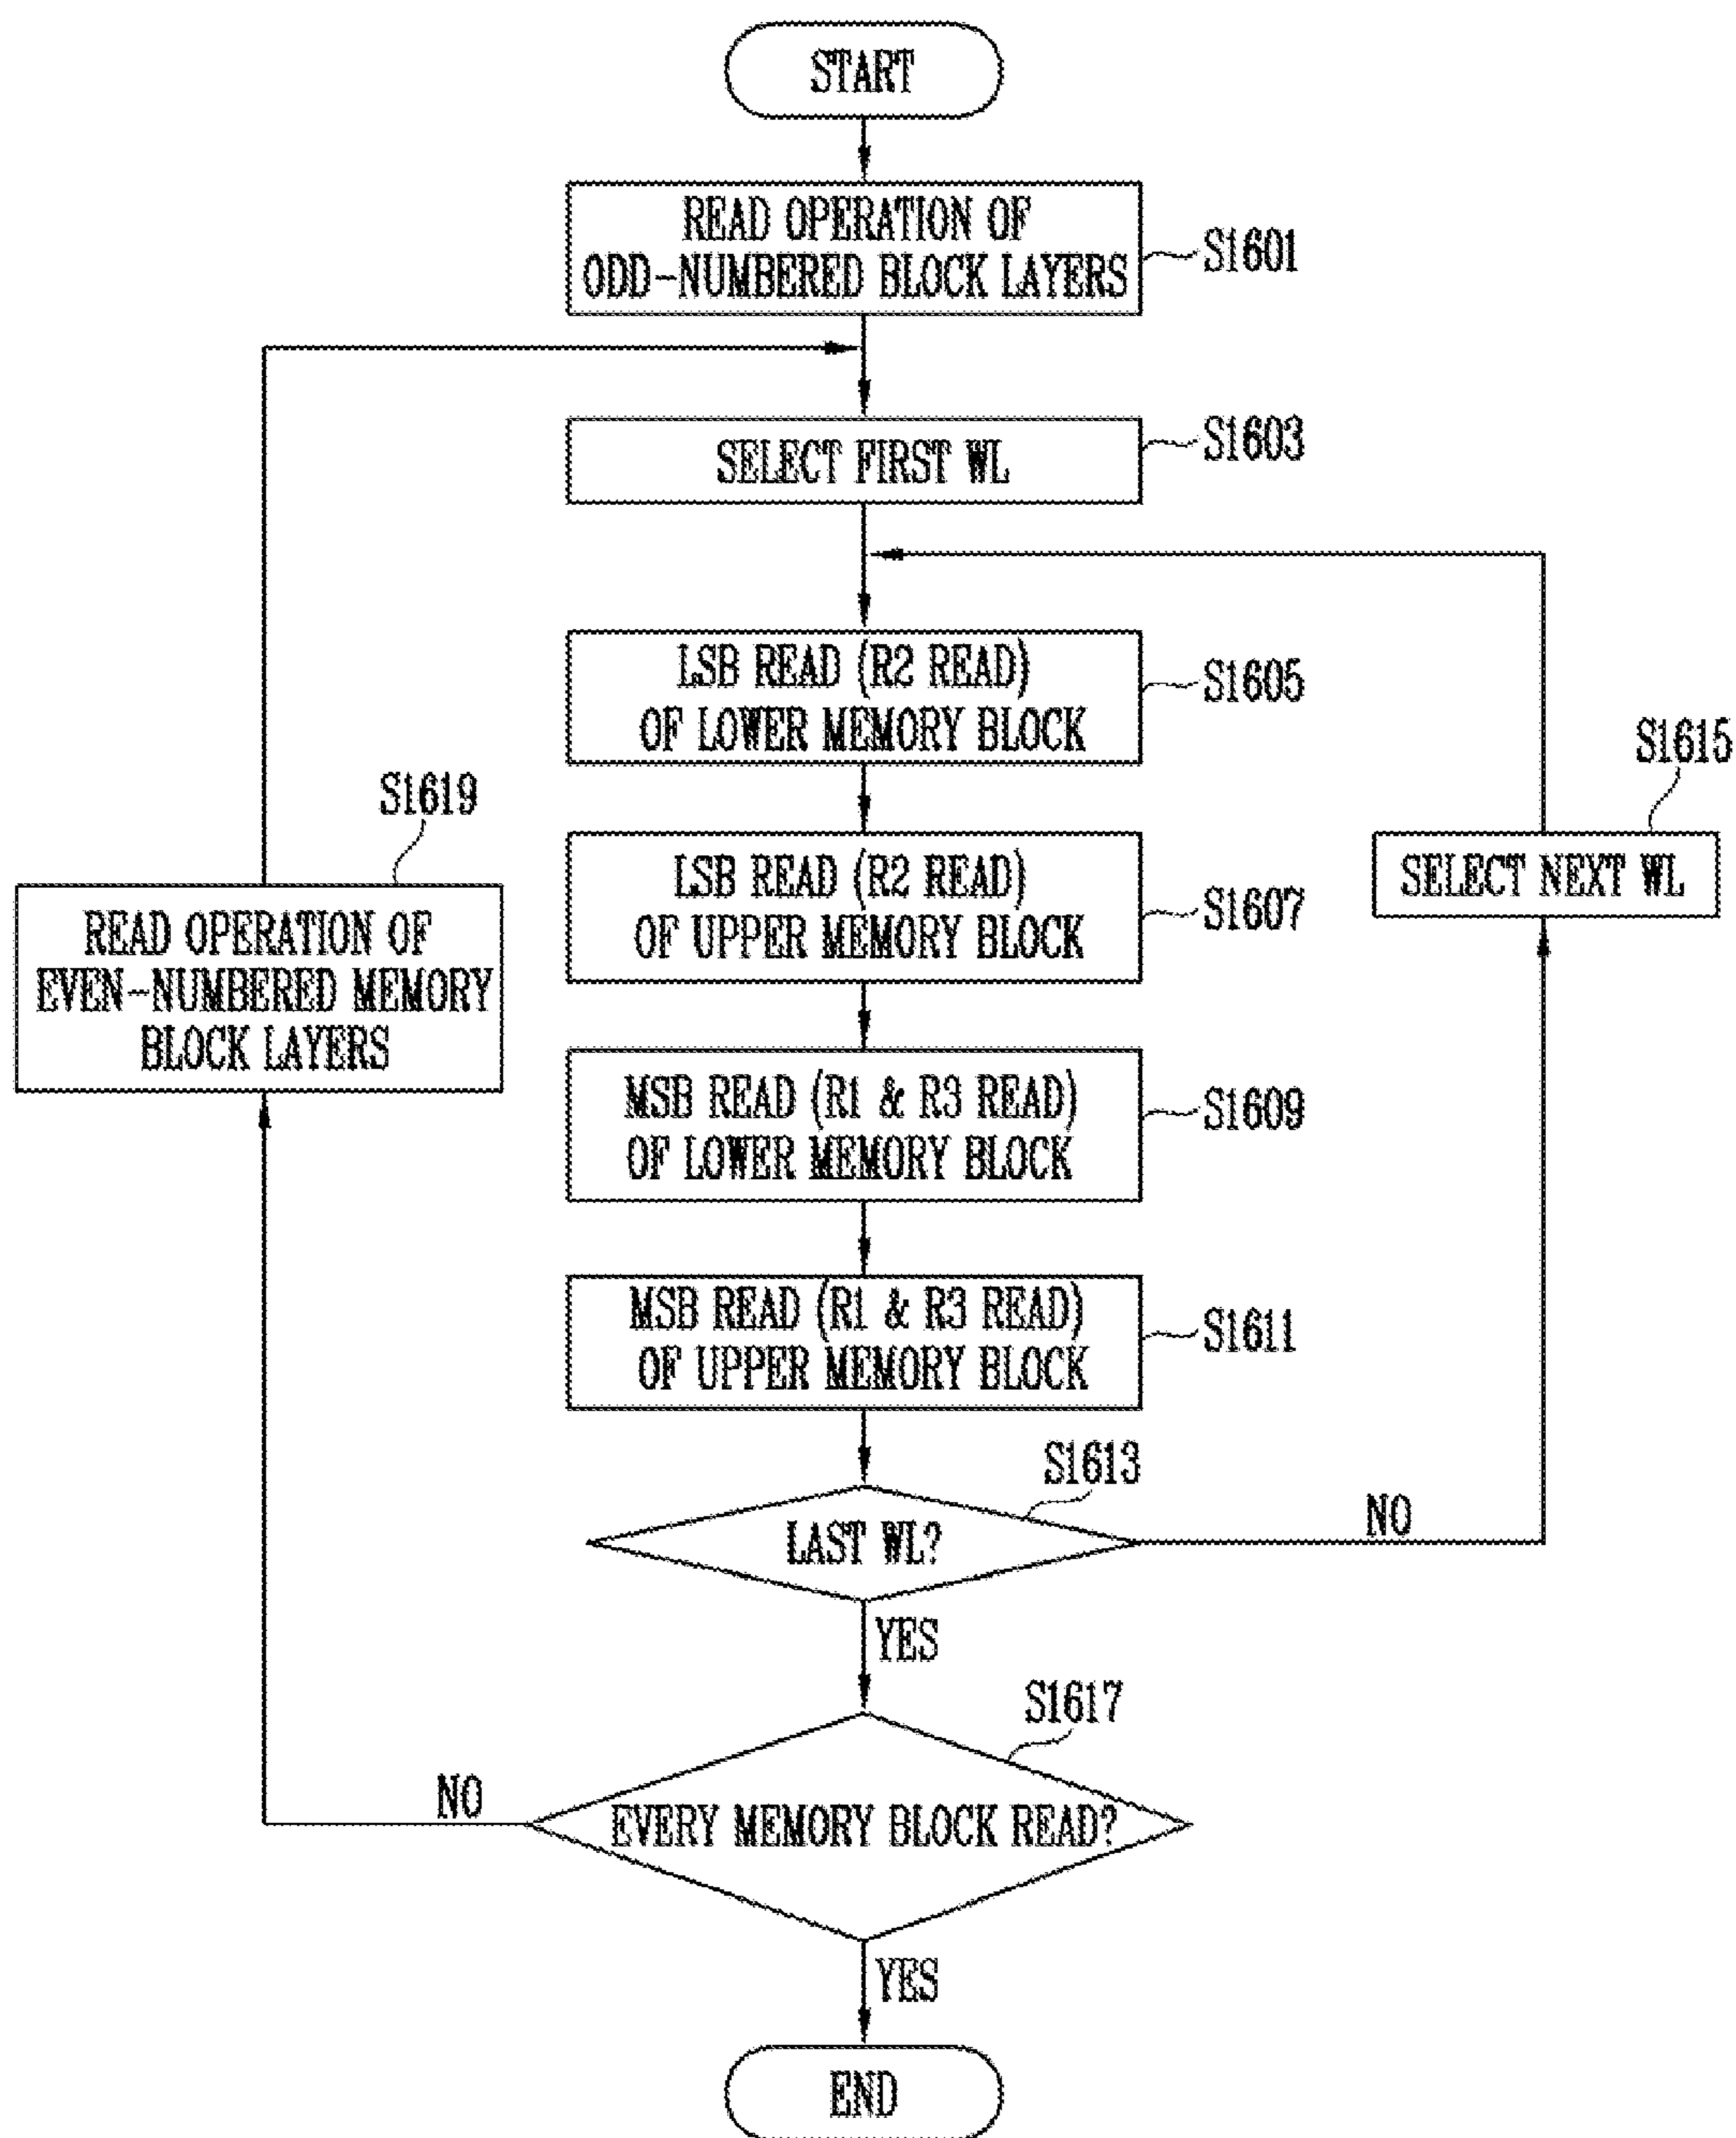 START
READ OPERATION OF
ODD-NUMBERED BLOCK LAYERS
S1601
SELECT FIRST WL
S1603
LSB READ (R2 READ)
OF LOWER MEMORY BLOCK
S1605
S1615
SELECT NEXT WL
S1619
READ OPERATION OF
EVEN-NUMBERED MEMORY
BLOCK LAYERS
LSB READ (R2 READ)
OF UPPER MEMORY BLOCK
S1607
MSB READ (R1 & R3 READ)
OF LOWER MEMORY BLOCK
S1609
MSB READ (R1 & R3 READ)
OF UPPER MEMORY BLOCK
S1611
S1613
LAST WL?
NO
YES
S1617
NO
EVERY MEMORY BLOCK READ?
YES
END